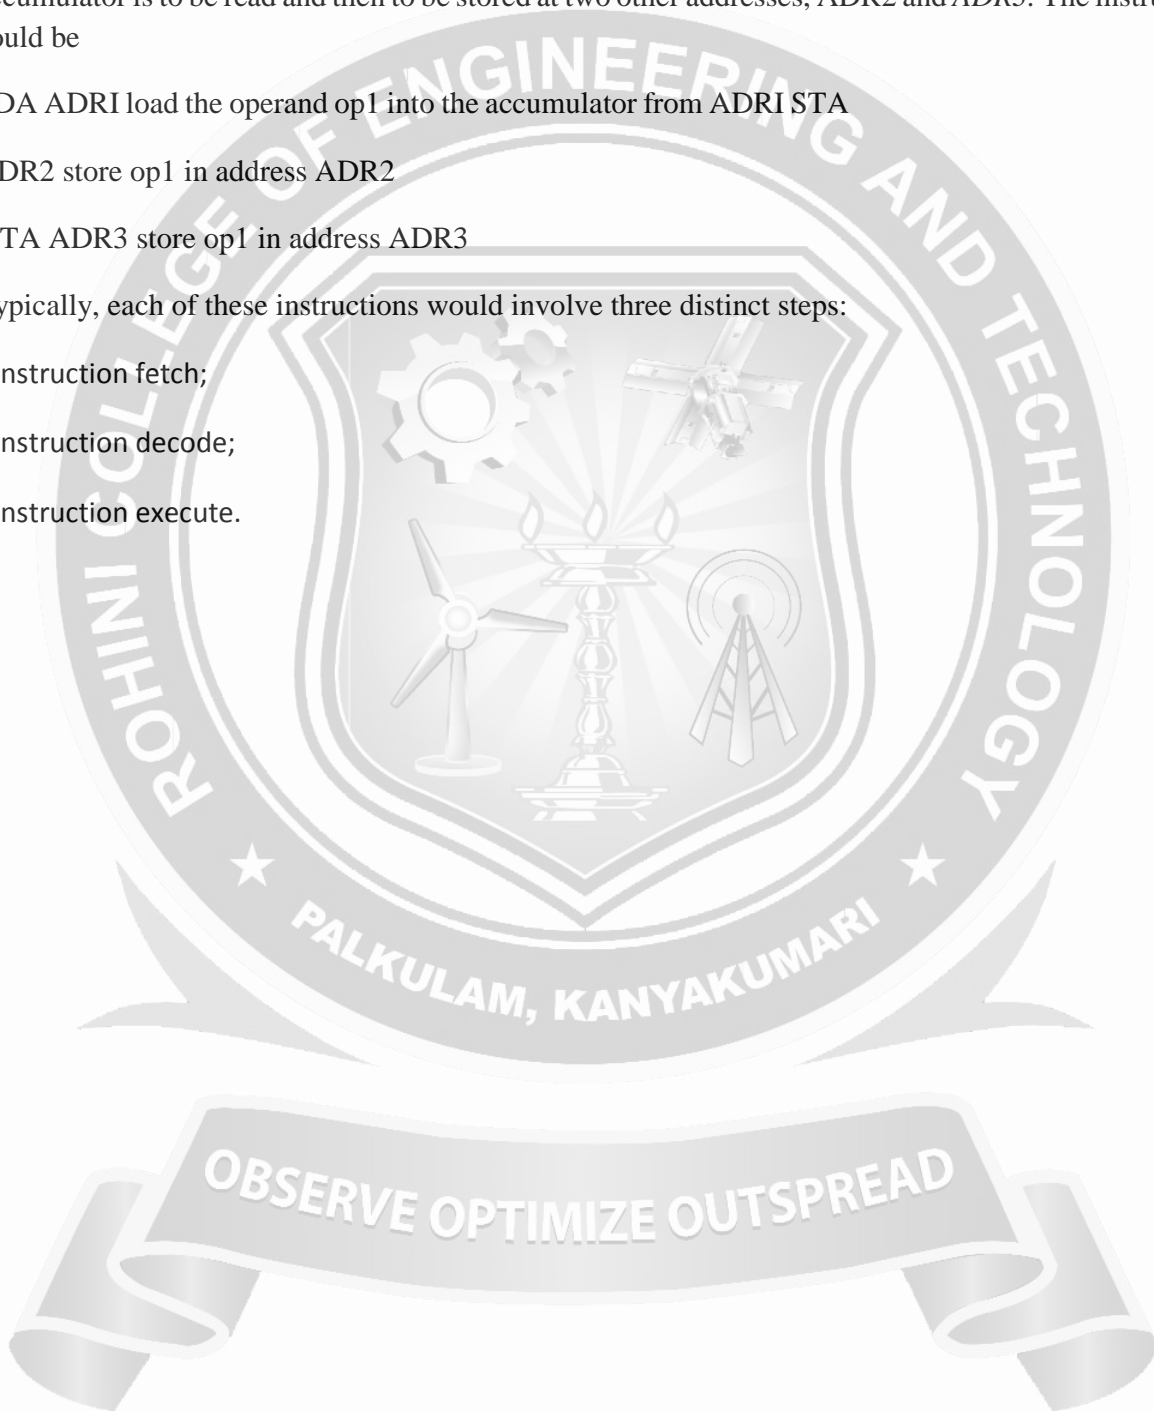 ccumulator is to be read and then to be stored at two other addresses, ADR2 and ADR3. The instru
ould be
DA ADRI load the operand op1 into the accumulator from ADRI STA
DR2 store op1 in address ADR2
TA ADR3 store op1 in address ADR3
ypically, each of these instructions would involve three distinct steps:
nstruction fetch;
nstruction decode;
nstruction execute.
ROHINI COLLEGE OF ENGINEERING AND TECHNOLOGY
PALKULAM, KANYAKUMARI
OBSERVE OPTIMIZE OUTSPREAD